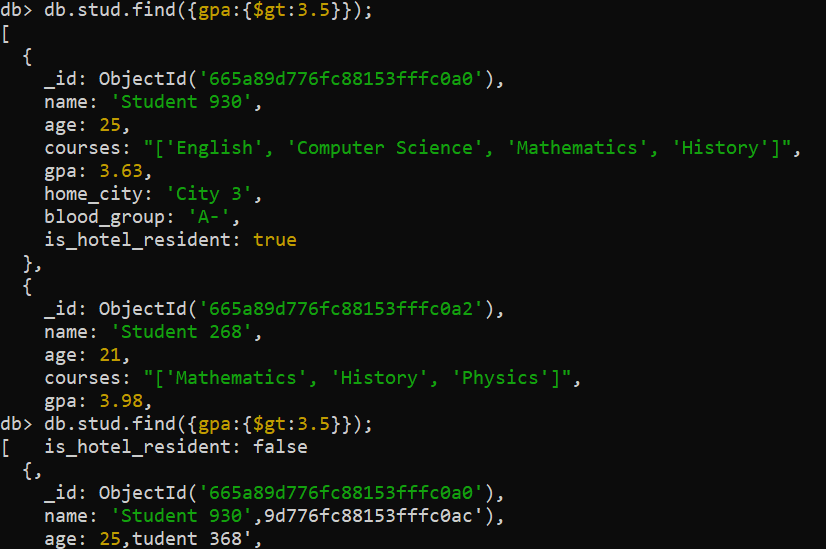 db> db.stud.find({gpa:{$gt:3.5}});
[
  {
    _id: ObjectId('665a89d776fc88153fffc0a0'),
    name: 'Student 930',
    age: 25,
    courses: "['English', 'Computer Science', 'Mathematics', 'History']",
    gpa: 3.63,
    home_city: 'City 3',
    blood_group: 'A-',
    is_hotel_resident: true
  },
  {
    _id: ObjectId('665a89d776fc88153fffc0a2'),
    name: 'Student 268',
    age: 21,
    courses: "['Mathematics', 'History', 'Physics']",
    gpa: 3.98,
db> db.stud.find({gpa:{$gt:3.5}});
[   is_hotel_resident: false
  {,
    _id: ObjectId('665a89d776fc88153fffc0a0'),
    name: 'Student 930',9d776fc88153fffc0ac'),
    age: 25,tudent 368',